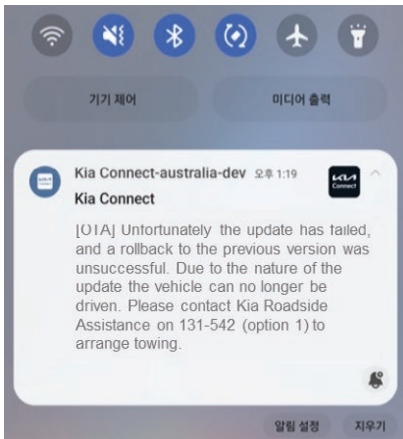 기기 제어
미디어 출력
Kia Connect-australia-dev 오후 1:19
KIA
Connect
Kia Connect
[OTA] Unfortunately the update has failed,
and a rollback to the previous version was
unsuccessful. Due to the nature of the
update the vehicle can no longer be
driven. Please contact Kia Roadside
Assistance on 131-542 (option 1) to
arrange towing.
알림 설정
지우기